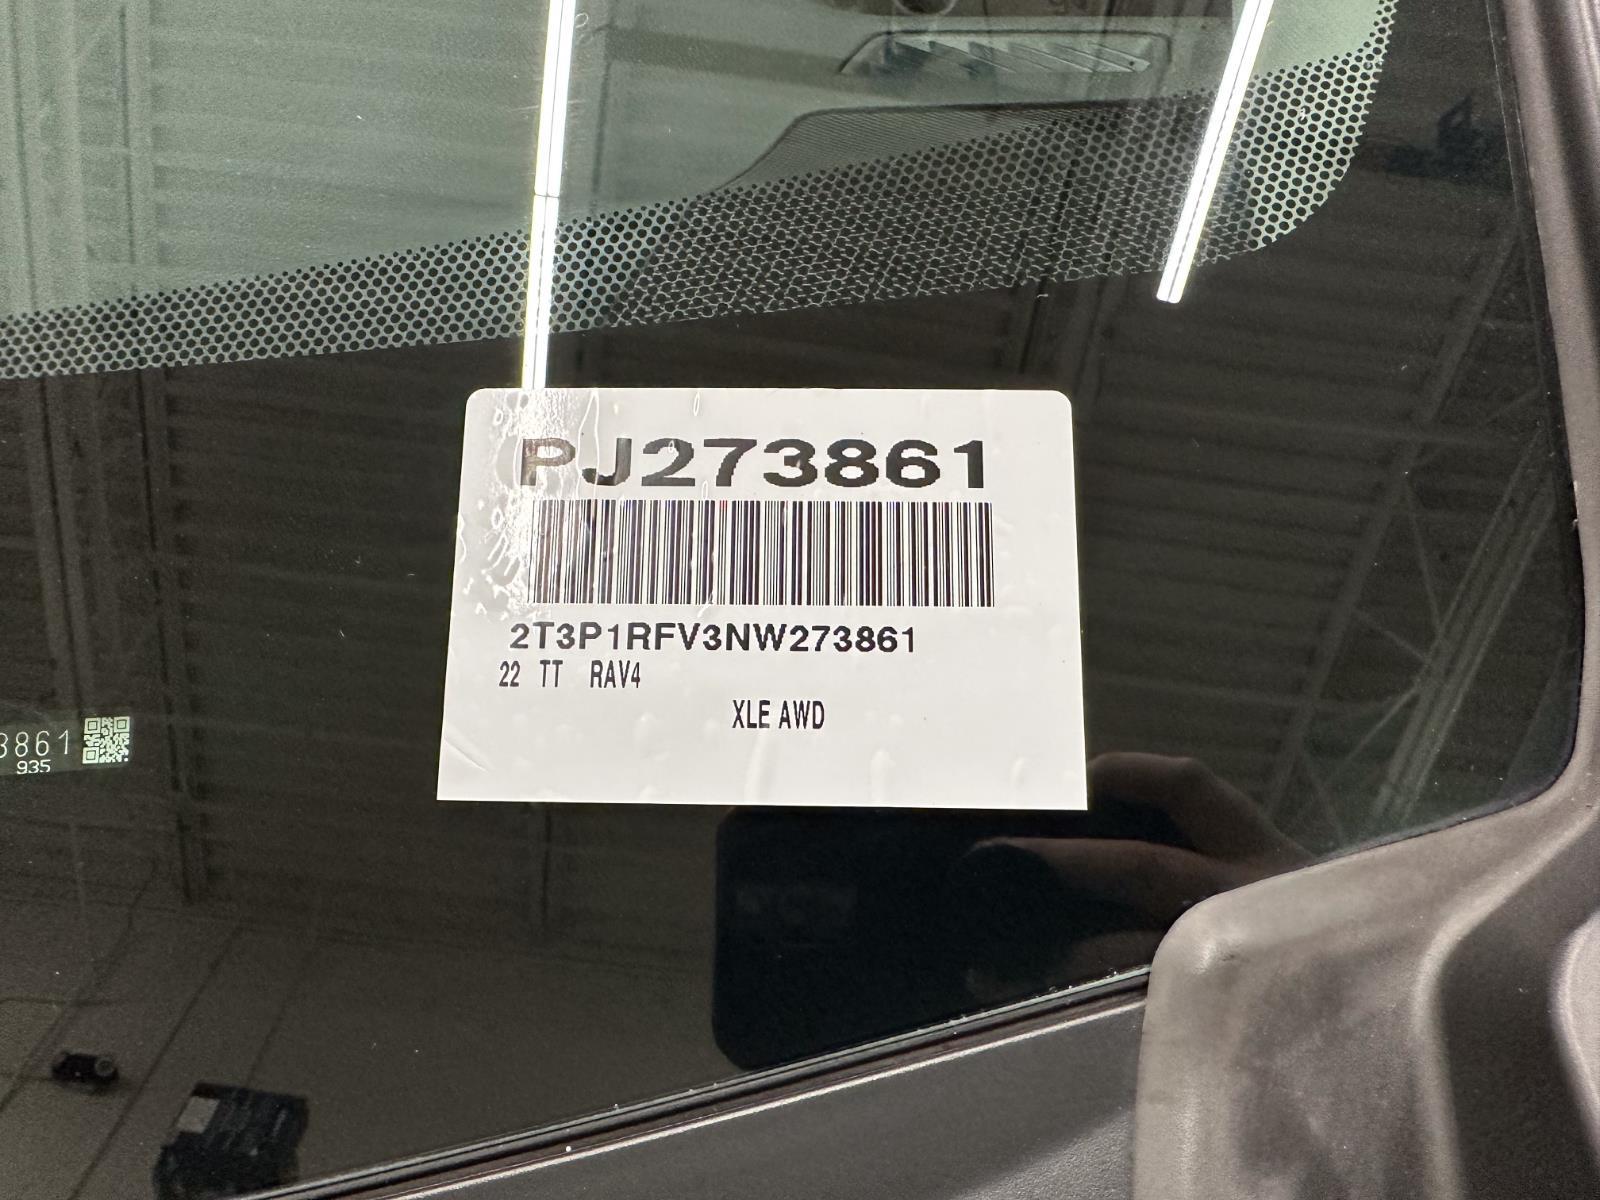 PJ273861
2T3P1RFV3NW273861
22 TT RAV4
XLE AWD
3861
935